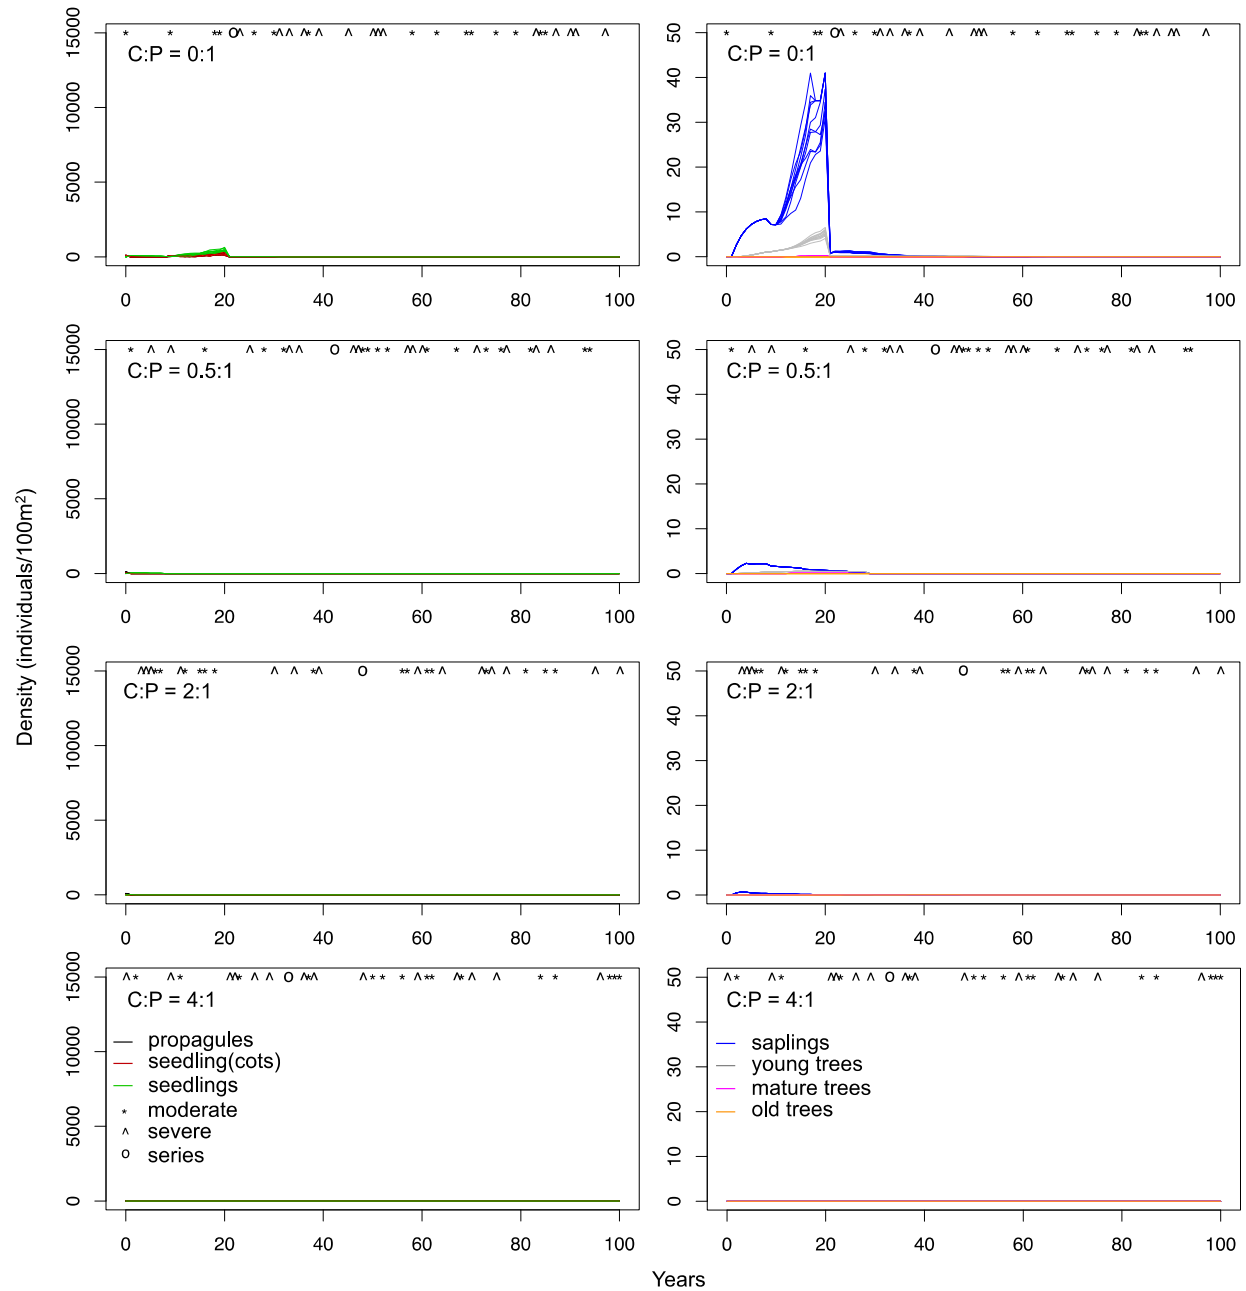 15000
10000
5000
0
C:P = 0:1
0 20 40 60 80 100
50
40
30
20
10
0
C:P = 0:1
0 20 40 60 80 100
15000
10000
5000
0
C:P = 0.5:1
0 20 40 60 80 100
50
40
30
20
10
0
C:P = 0.5:1
0 20 40 60 80 100
Density (individuals/100m²)
15000
10000
5000
0
C:P = 2:1
0 20 40 60 80 100
50
40
30
20
10
0
C:P = 2:1
0 20 40 60 80 100
15000
10000
5000
0
C:P = 4:1
propagules
seedling(cots)
seedlings
* moderate
^ severe
o series
0 20 40 60 80 100
50
40
30
20
10
0
C:P = 4:1
saplings
young trees
mature trees
old trees
0 20 40 60 80 100
Years